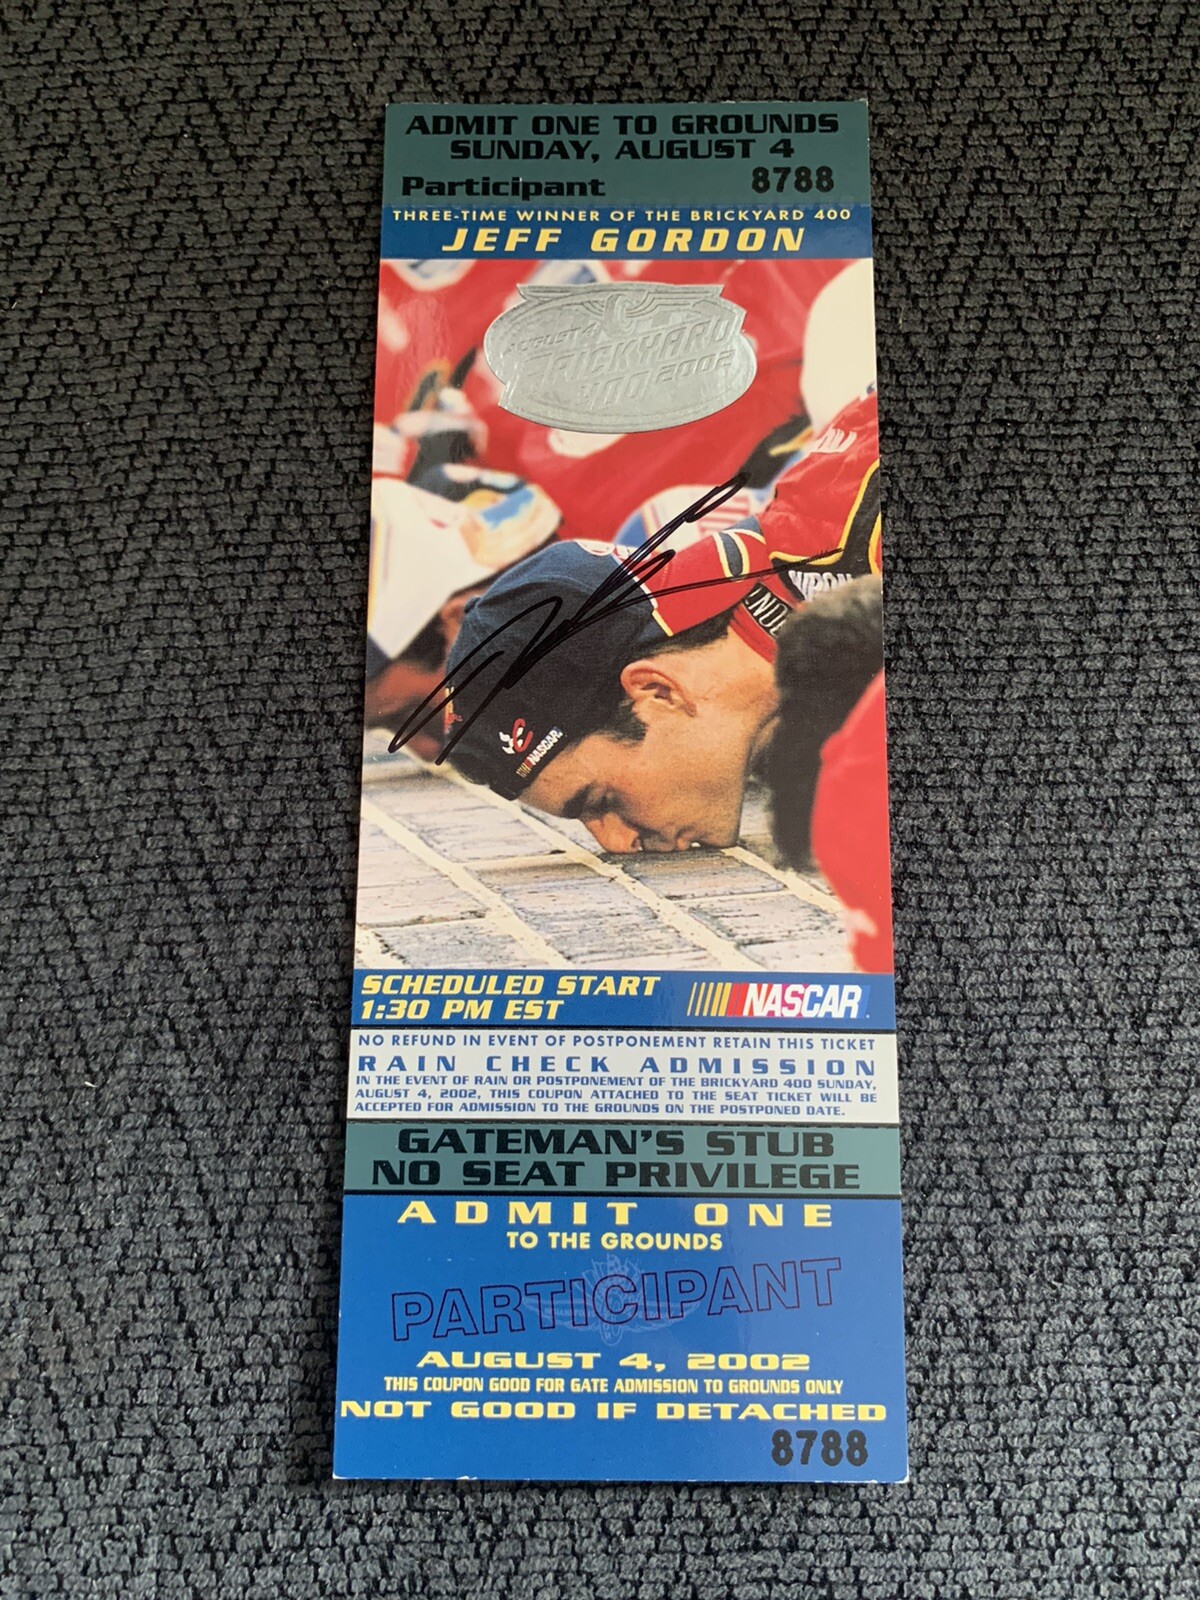 ADMIT ONE TO GROUNDS
SUNDAY, AUGUST 4
Participant 8788
THREE-TIME WINNER OF THE BRICKYARD 400
JEFF GORDON
AUGUST 4
BRICKYARD
400 2002
NASCAR
SCHEDULED START
1:30 PM EST
NASCAR
NO REFUND IN EVENT OF POSTPONEMENT RETAIN THIS TICKET
RAIN CHECK ADMISSION
IN THE EVENT OF RAIN OR POSTPONEMENT OF THE BRICKYARD 400 SUNDAY,
AUGUST 4, 2002, THIS COUPON ATTACHED TO THE SEAT TICKET WILL BE
ACCEPTED FOR ADMISSION TO THE GROUNDS ON THE POSTPONED DATE.
GATEMAN'S STUB
NO SEAT PRIVILEGE
ADMIT ONE
TO THE GROUNDS
PARTICIPANT
AUGUST 4, 2002
THIS COUPON GOOD FOR GATE ADMISSION TO GROUNDS ONLY
NOT GOOD IF DETACHED
8788